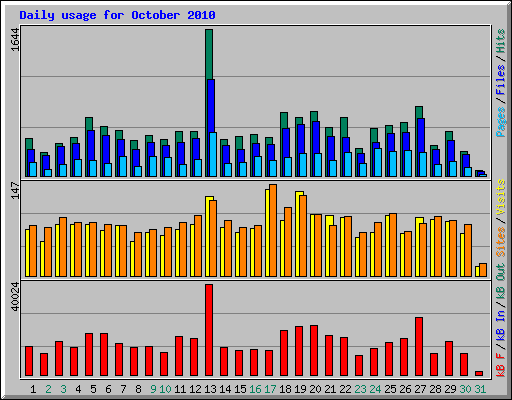 Daily usage for October 2010
1644
Pages / Files / Hits
147
Sites / Visits
40024
kB F / kB In / kB Out
1 2 3 4 5 6 7 8 9 10 11 12 13 14 15 16 17 18 19 20 21 22 23 24 25 26 27 28 29 30 31